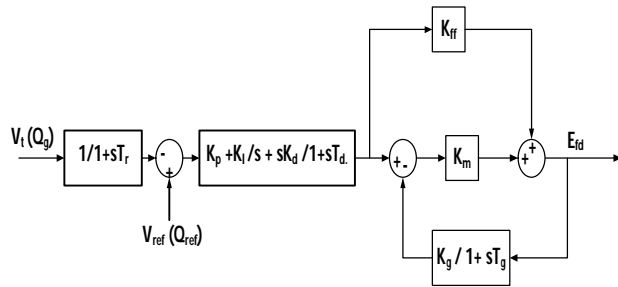 K_ff
V_t (Q_g)
1/1+sT_r
-
+
K_p +K_I /s + sK_d /1+sT_d.
+ -
K_m
+
+
E_fd
V_ref (Q_ref)
K_g / 1+ sT_g